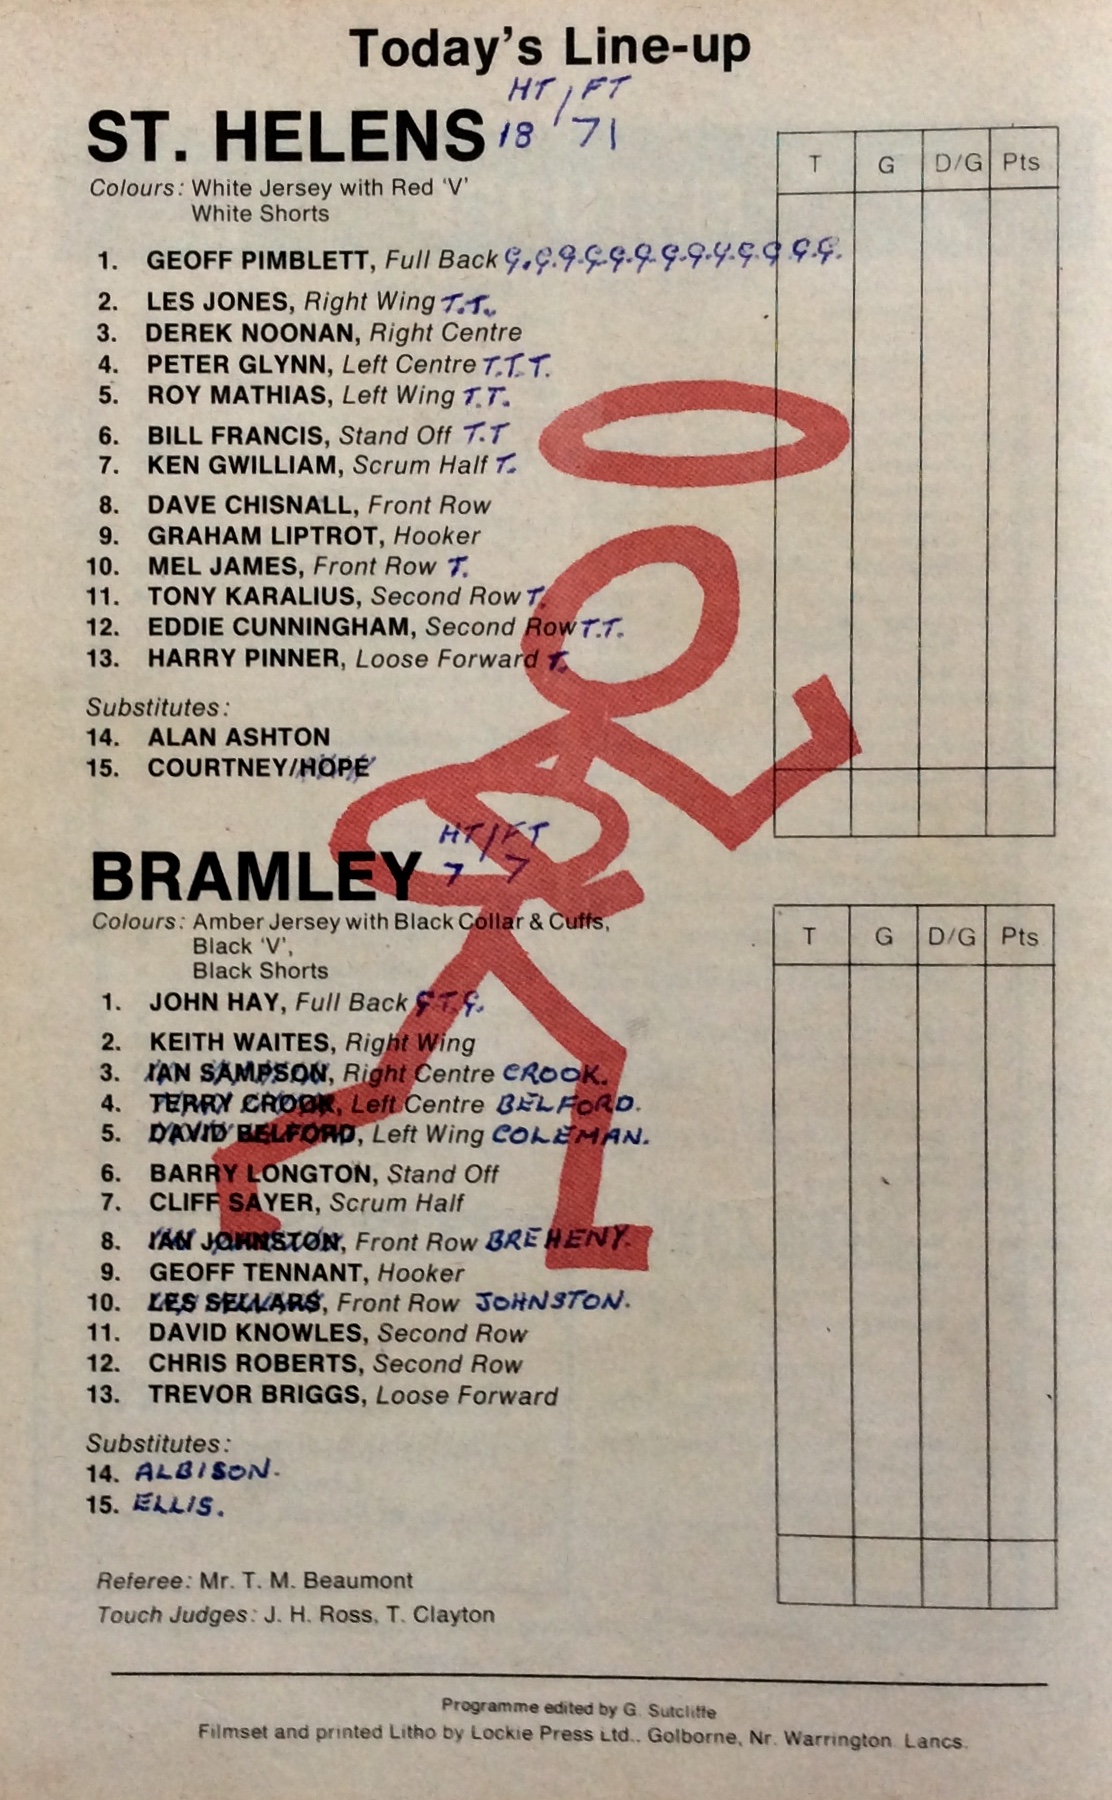 Today's Line-up
HT / FT
ST. HELENS 18 71
T G D/G Pts
Colours: White Jersey with Red 'V'
White Shorts
1. GEOFF PIMBLETT, Full Back G.G.G.G.G.G.G.G.G.G.G G.G.
2. LES JONES, Right Wing T.T.
3. DEREK NOONAN, Right Centre
4. PETER GLYNN, Left Centre T.T.T.
5. ROY MATHIAS, Left Wing T.T.
6. BILL FRANCIS, Stand Off T.T
7. KEN GWILLIAM, Scrum Half T.
8. DAVE CHISNALL, Front Row
9. GRAHAM LIPTROT, Hooker
10. MEL JAMES, Front Row T.
11. TONY KARALIUS, Second Row T.
12. EDDIE CUNNINGHAM, Second Row T.T.
13. HARRY PINNER, Loose Forward T.
Substitutes:
14. ALAN ASHTON
15. COURTNEY/HOPE
HT/FT
BRAMLEY 7 7
Colours: Amber Jersey with Black Collar & Cuffs,
Black 'V',
Black Shorts
T G D/G Pts
1. JOHN HAY, Full Back G T.G.
2. KEITH WAITES, Right Wing
3. IAN SAMPSON, Right Centre CROOK.
4. TERRY CROOK, Left Centre BELFORD.
5. DAVID BELFORD, Left Wing COLEMAN.
6. BARRY LONGTON, Stand Off
7. CLIFF SAYER, Scrum Half
8. IAN JOHNSTON, Front Row BREHENY.
9. GEOFF TENNANT, Hooker
10. LES SELLARS, Front Row JOHNSTON.
11. DAVID KNOWLES, Second Row
12. CHRIS ROBERTS, Second Row
13. TREVOR BRIGGS, Loose Forward
Substitutes:
14. ALBISON.
15. ELLIS.
Referee: Mr. T. M. Beaumont
Touch Judges: J. H. Ross, T. Clayton
Programme edited by G. Sutcliffe
Filmset and printed Litho by Lockie Press Ltd., Golborne, Nr. Warrington. Lancs.